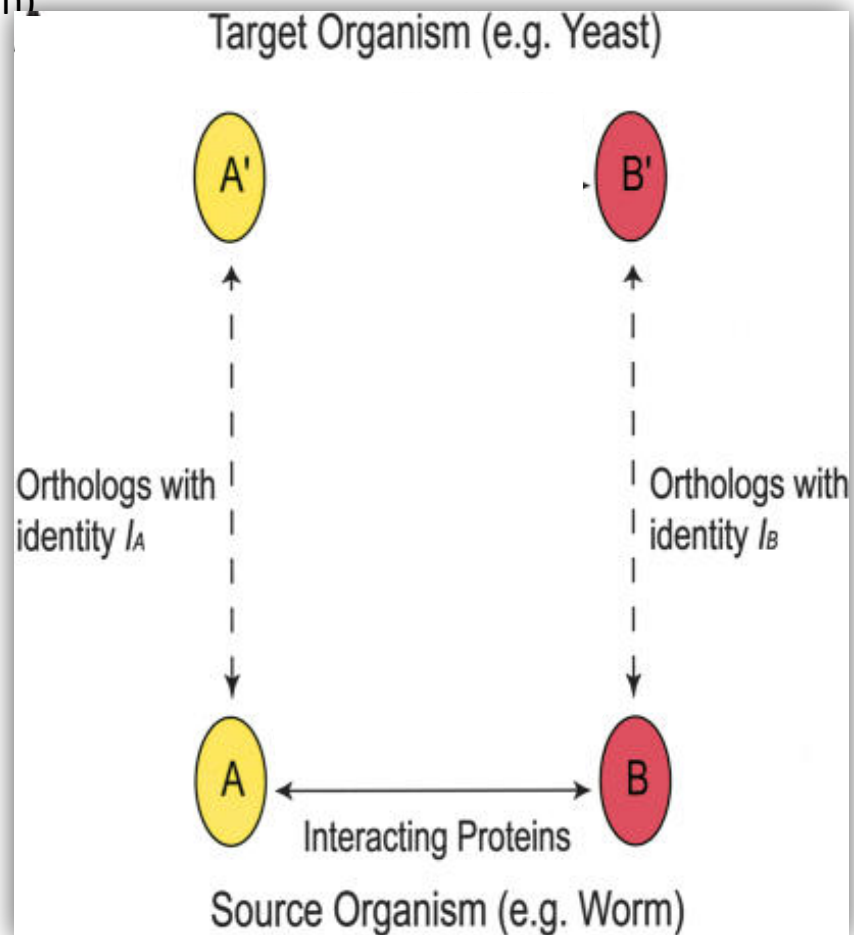 Target Organism (e.g. Yeast)
A'
B'
Orthologs with
identity IA
Orthologs with
identity IB
A
B
Interacting Proteins
Source Organism (e.g. Worm)